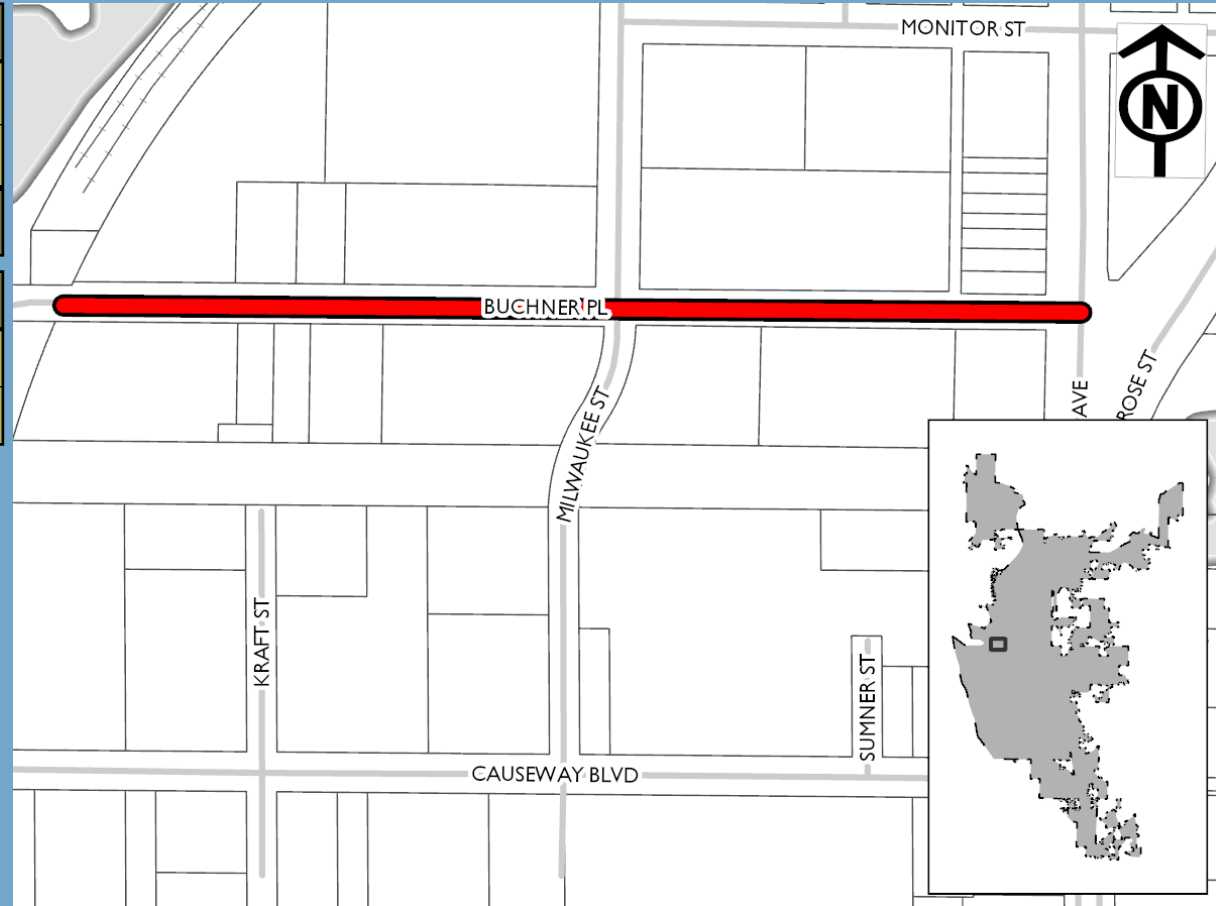 MONITOR ST
N
BUCHNER PL
AVE
ROSE ST
MILWAUKEE ST
KRAFT ST
SUMNER ST
CAUSEWAY BLVD